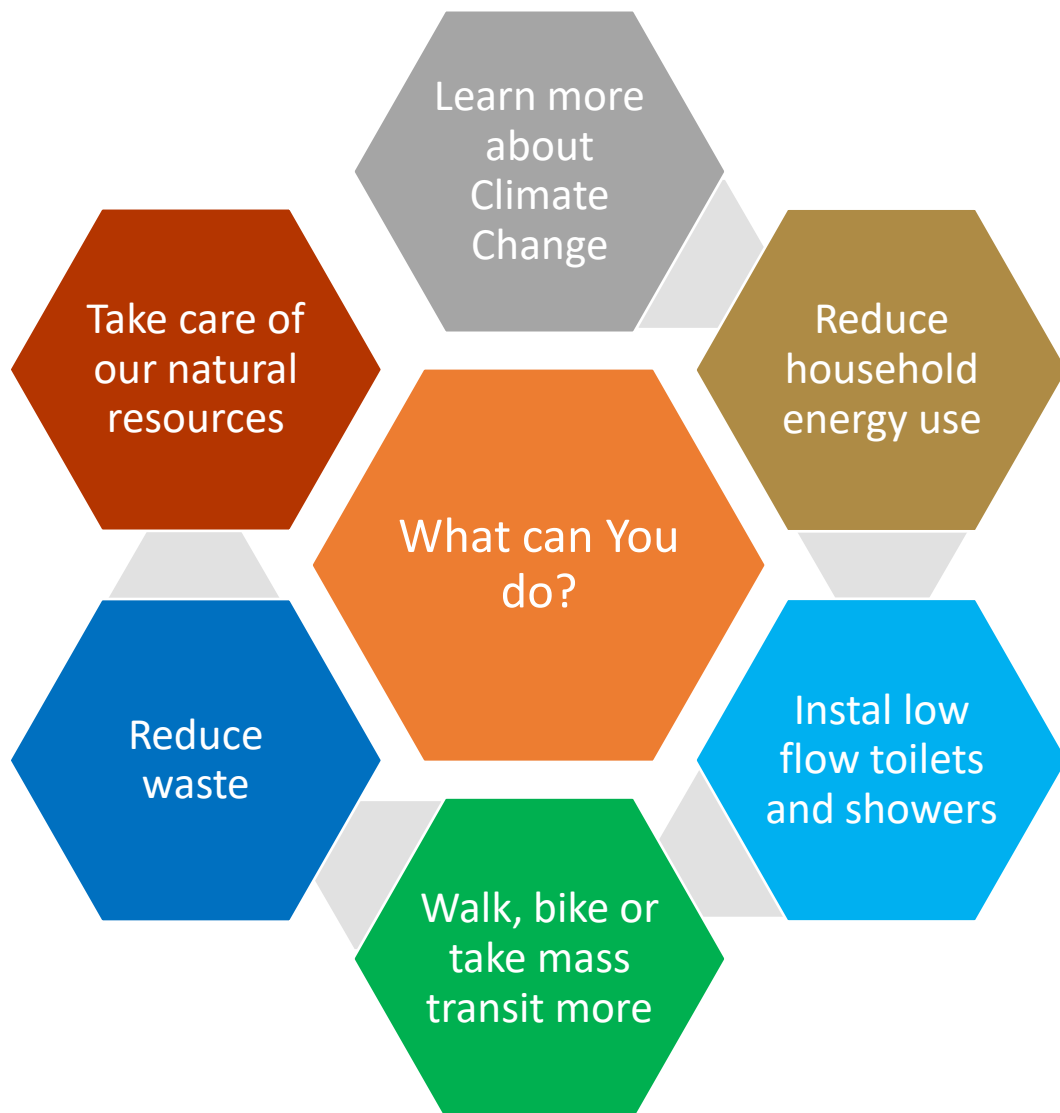 Learn more
about
Climate
Change
Take care of
our natural
resources
Reduce
household
energy use
What can You
do?
Reduce
waste
Instal low
flow toilets
and showers
Walk, bike or
take mass
transit more